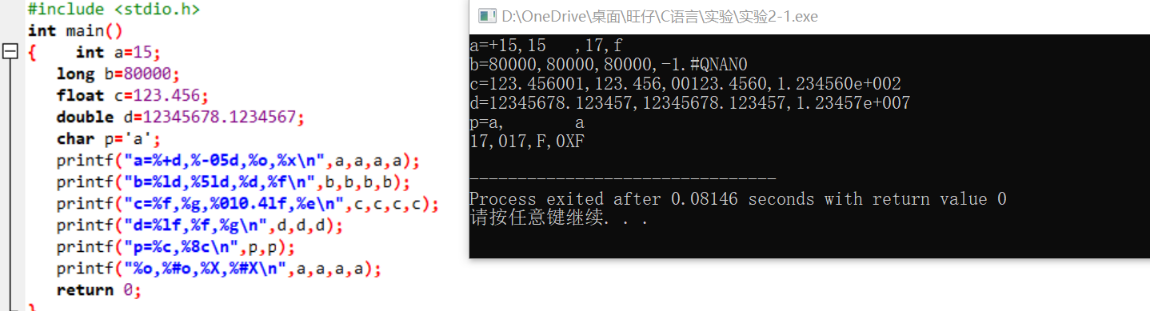 #include <stdio.h>
int main()
{    int a=15;
long b=80000;
float c=123.456;
double d=12345678.1234567;
char p='a';
printf("a=%+d,%-05d,%o,%x\n",a,a,a,a);
printf("b=%ld,%5ld,%d,%f\n",b,b,b,b);
printf("c=%f,%g,%010.4lf,%e\n",c,c,c,c);
printf("d=%lf,%f,%g\n",d,d,d);
printf("p=%c,%8c\n",p,p);
printf("%o,%#o,%X,%#X\n",a,a,a,a);
return 0;
}
D:\OneDrive\桌面\旺仔\C语言\实验\实验2-1.exe
a=+15,15   ,17,f
b=80000,80000,80000,-1.#QNAN0
c=123.456001,123.456,00123.4560,1.234560e+002
d=12345678.123457,12345678.123457,1.23457e+007
p=a,       a
17,017,F,0XF
--------------------------------
Process exited after 0.08146 seconds with return value 0
请按任意键继续. . .